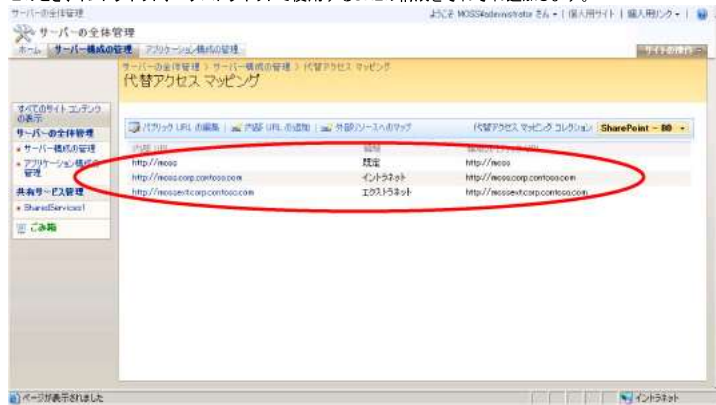 サーバーの全体管理
ようこそ MOSS¥administrator さん | 個人用サイト | 個人用リンク |
サーバーの全体管理
ホーム サーバー構成の管理 アプリケーション構成の管理 サイトの操作
サーバーの全体管理 > サーバー構成の管理 > 代替アクセス マッピング
代替アクセス マッピング
すべてのサイト コンテンツの表示
サーバーの全体管理
サーバー構成の管理
アプリケーション構成の管理
共有サービス管理
SharedServices1
ごみ箱
パブリック URL の編集 | 内部 URL の追加 | 外部リソースへのマップ 代替アクセス マッピング コレクション: SharePoint - 80
内部 URL
http://moss 既定 http://moss
http://moss.corp.contoso.com イントラネット http://moss.corp.contoso.com
http://mossext.corp.contoso.com エクストラネット http://mossext.corp.contoso.com
ページが表示されました イントラネット